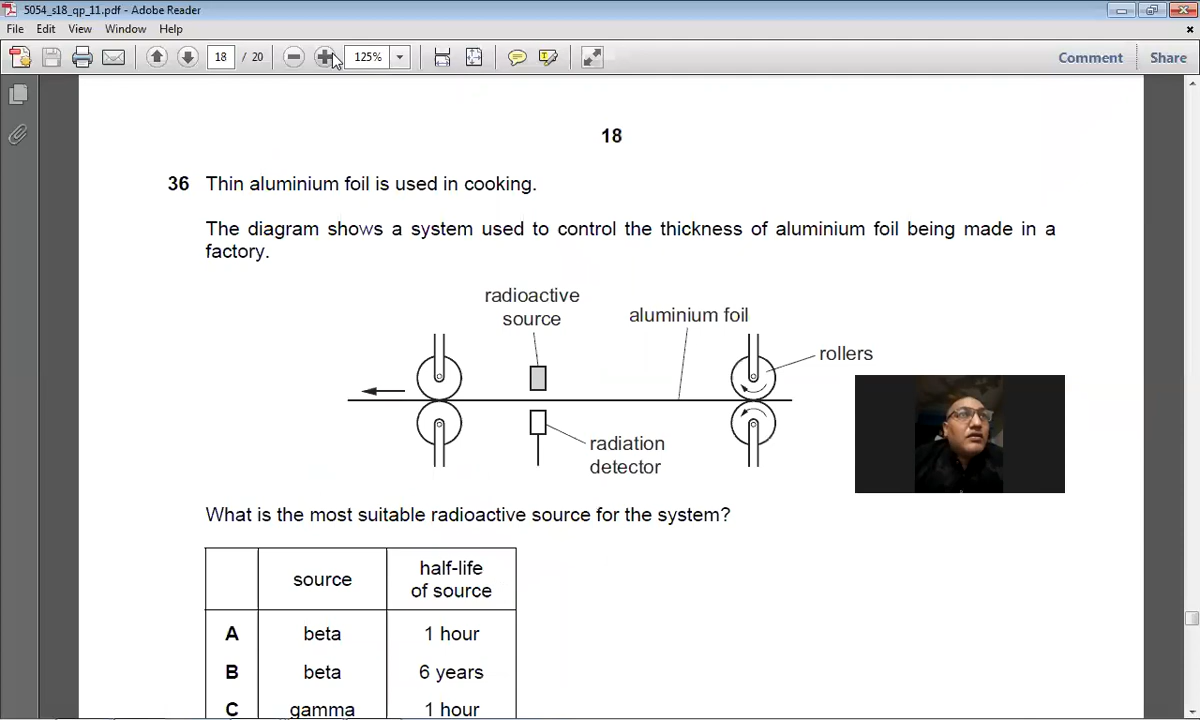 5054_s18_qp_11.pdf - Adobe Reader
File Edit View Window Help
18 / 20 125% Comment Share
18
36 Thin aluminium foil is used in cooking.
The diagram shows a system used to control the thickness of aluminium foil being made in a
factory.
radioactive
source
aluminium foil
rollers
radiation
detector
What is the most suitable radioactive source for the system?
source half-life
of source
A beta 1 hour
B beta 6 years
C gamma 1 hour